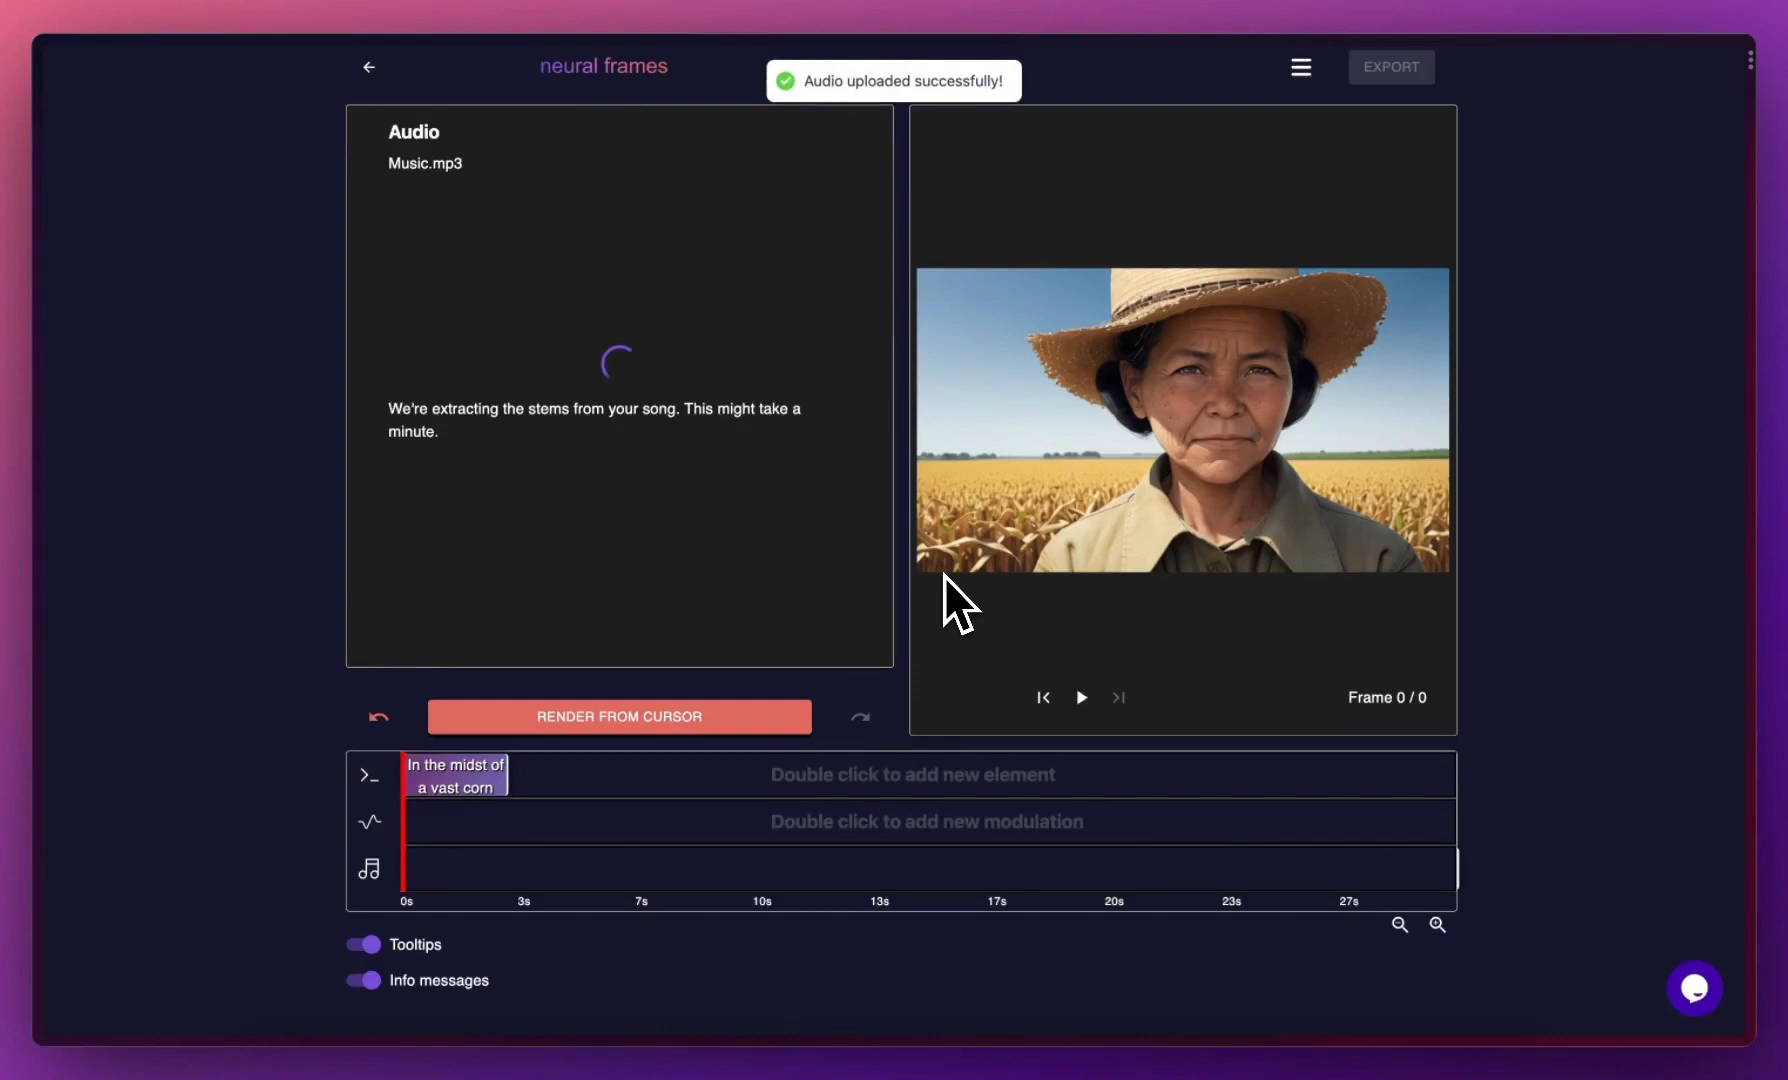 neural frames
Audio uploaded successfully!
EXPORT
Audio
Music.mp3
We're extracting the stems from your song. This might take a
minute.
RENDER FROM CURSOR
Frame 0 / 0
In the midst of
a vast corn
Double click to add new element
Double click to add new modulation
0s 3s 7s 10s 13s 17s 20s 23s 27s
Tooltips
Info messages